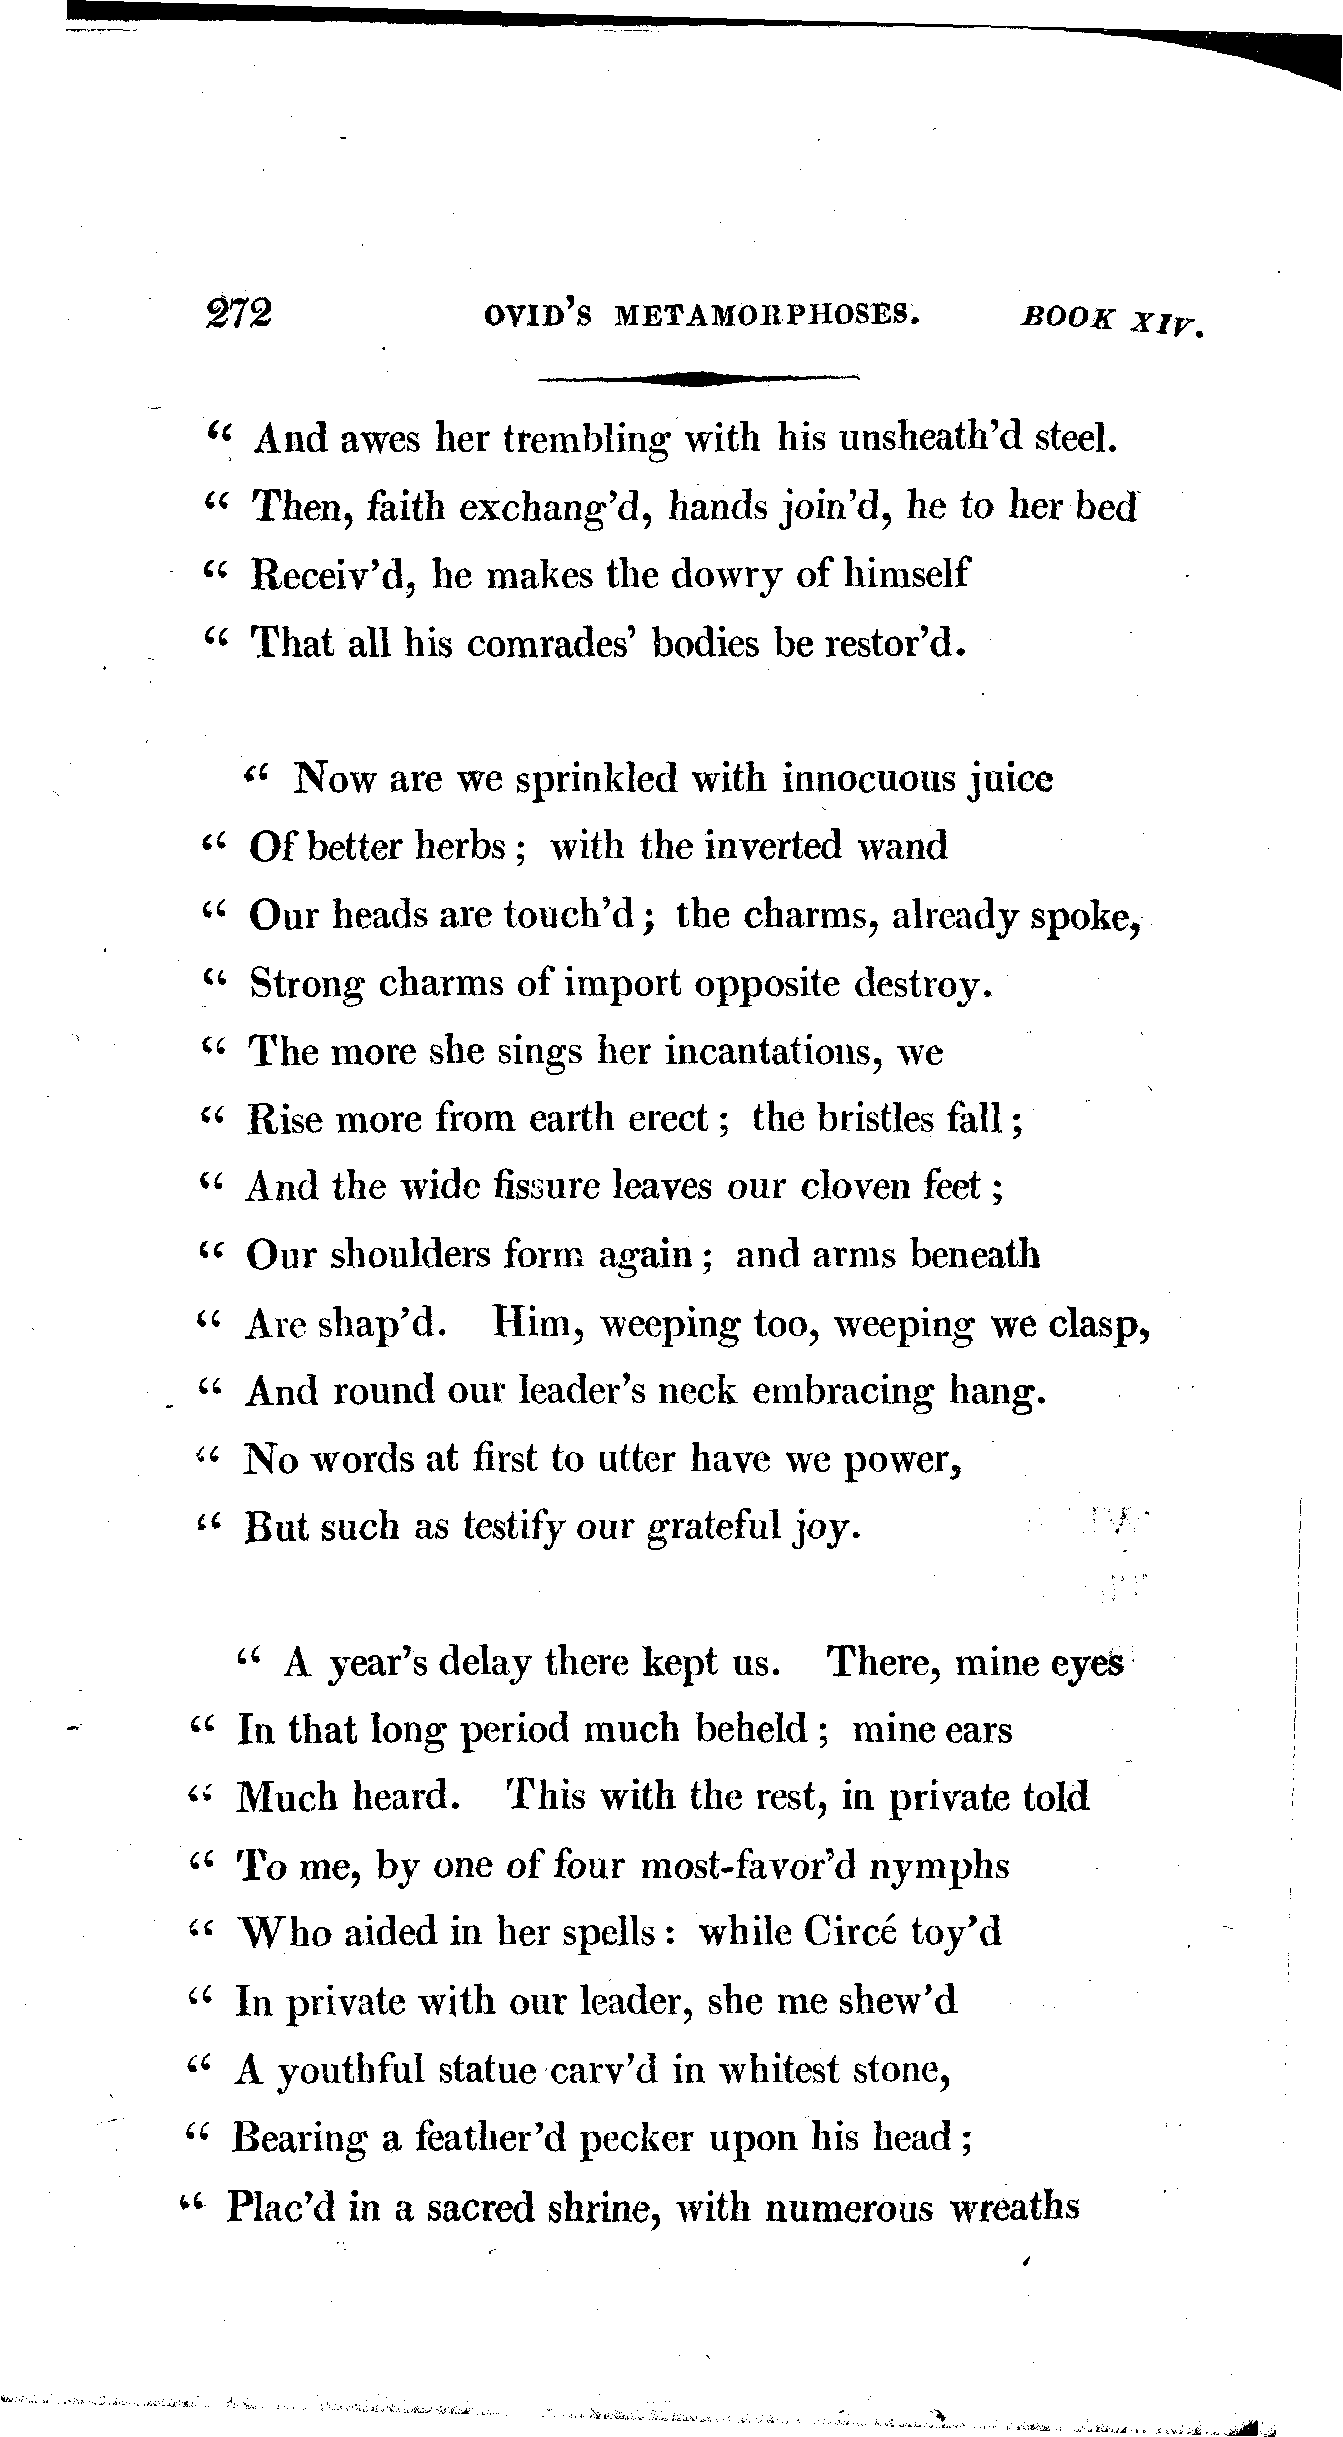 272 OVID'S METAMORPHOSES. BOOK XIV.
“ And awes her trembling with his unsheath'd steel.
“ Then, faith exchang'd, hands join'd, he to her bed
“ Receiv'd, he makes the dowry of himself
“ That all his comrades' bodies be restor'd.
“ Now are we sprinkled with innocuous juice
“ Of better herbs ; with the inverted wand
“ Our heads are touch'd ; the charms, already spoke,
“ Strong charms of import opposite destroy.
“ The more she sings her incantations, we
“ Rise more from earth erect ; the bristles fall ;
“ And the wide fissure leaves our cloven feet ;
“ Our shoulders form again ; and arms beneath
“ Are shap'd. Him, weeping too, weeping we clasp,
“ And round our leader's neck embracing hang.
“ No words at first to utter have we power,
“ But such as testify our grateful joy.
“ A year's delay there kept us. There, mine eyes
“ In that long period much beheld ; mine ears
“ Much heard. This with the rest, in private told
“ To me, by one of four most-favor'd nymphs
“ Who aided in her spells : while Circé toy'd
“ In private with our leader, she me shew'd
“ A youthful statue carv'd in whitest stone,
“ Bearing a feather'd pecker upon his head ;
“ Plac'd in a sacred shrine, with numerous wreaths